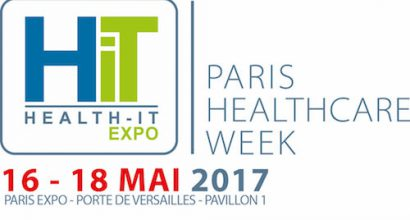 HiT
HEALTH-IT
EXPO
PARIS
HEALTHCARE
WEEK
16 - 18 MAI 2017
PARIS EXPO - PORTE DE VERSAILLES - PAVILLON 1